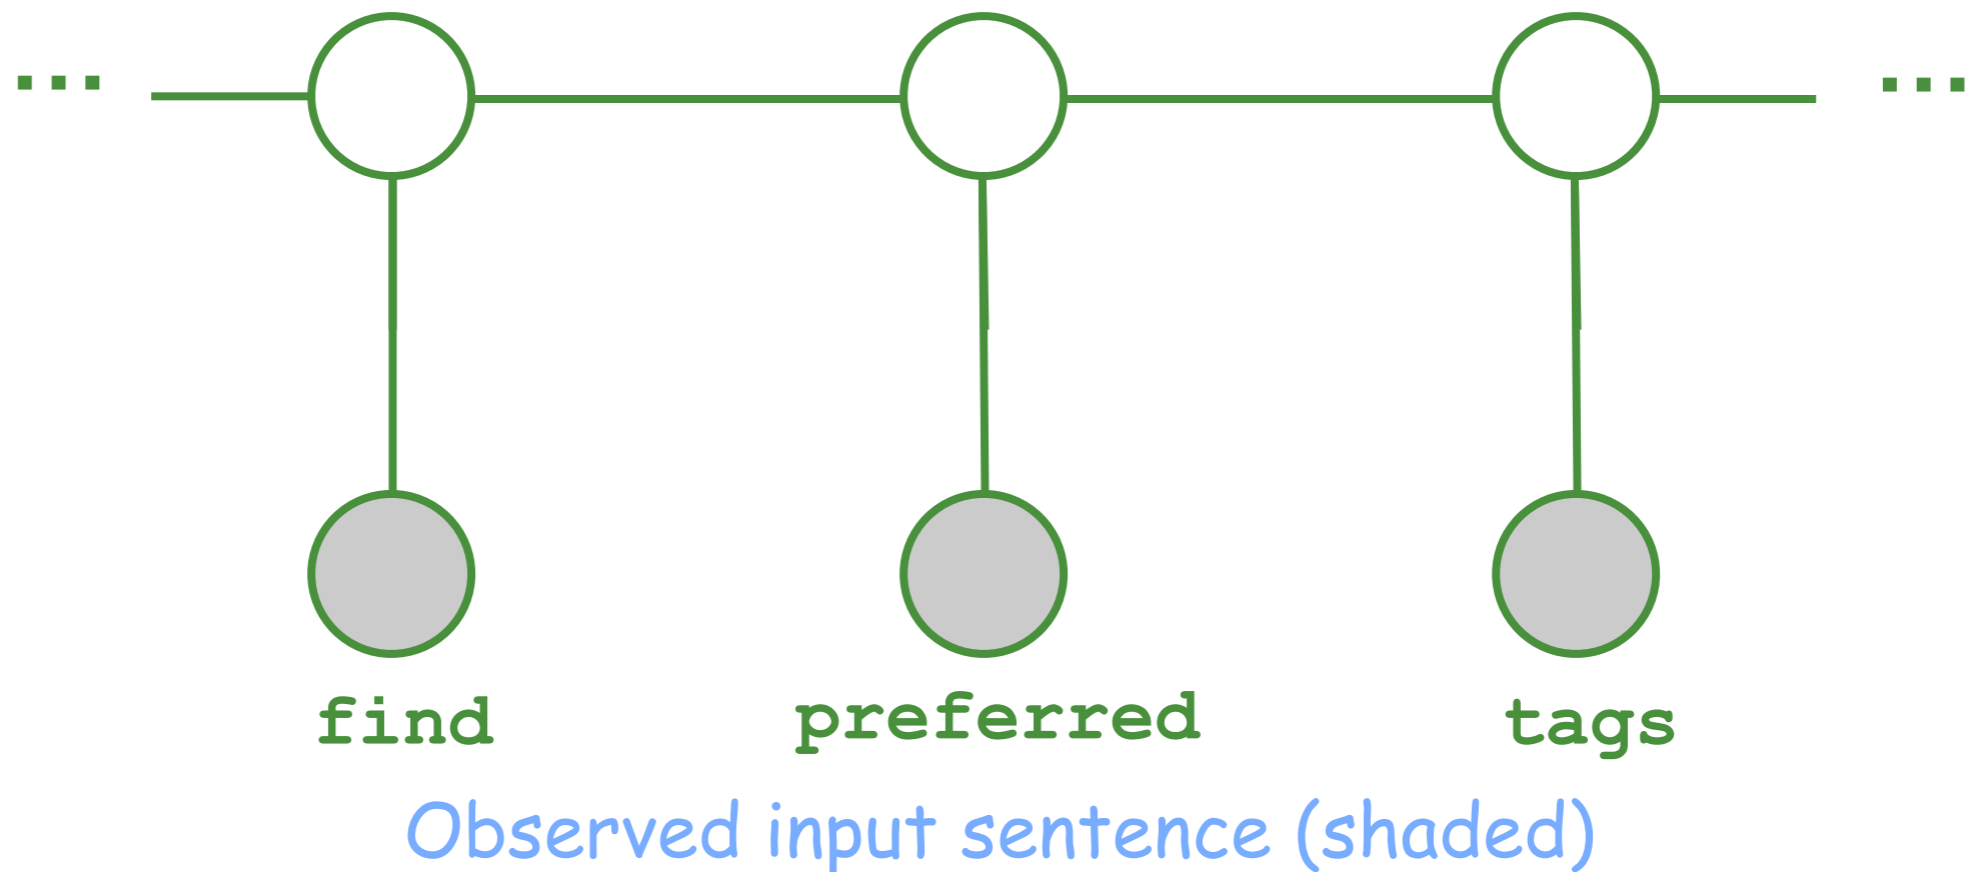 ... ...
find preferred tags
Observed input sentence (shaded)